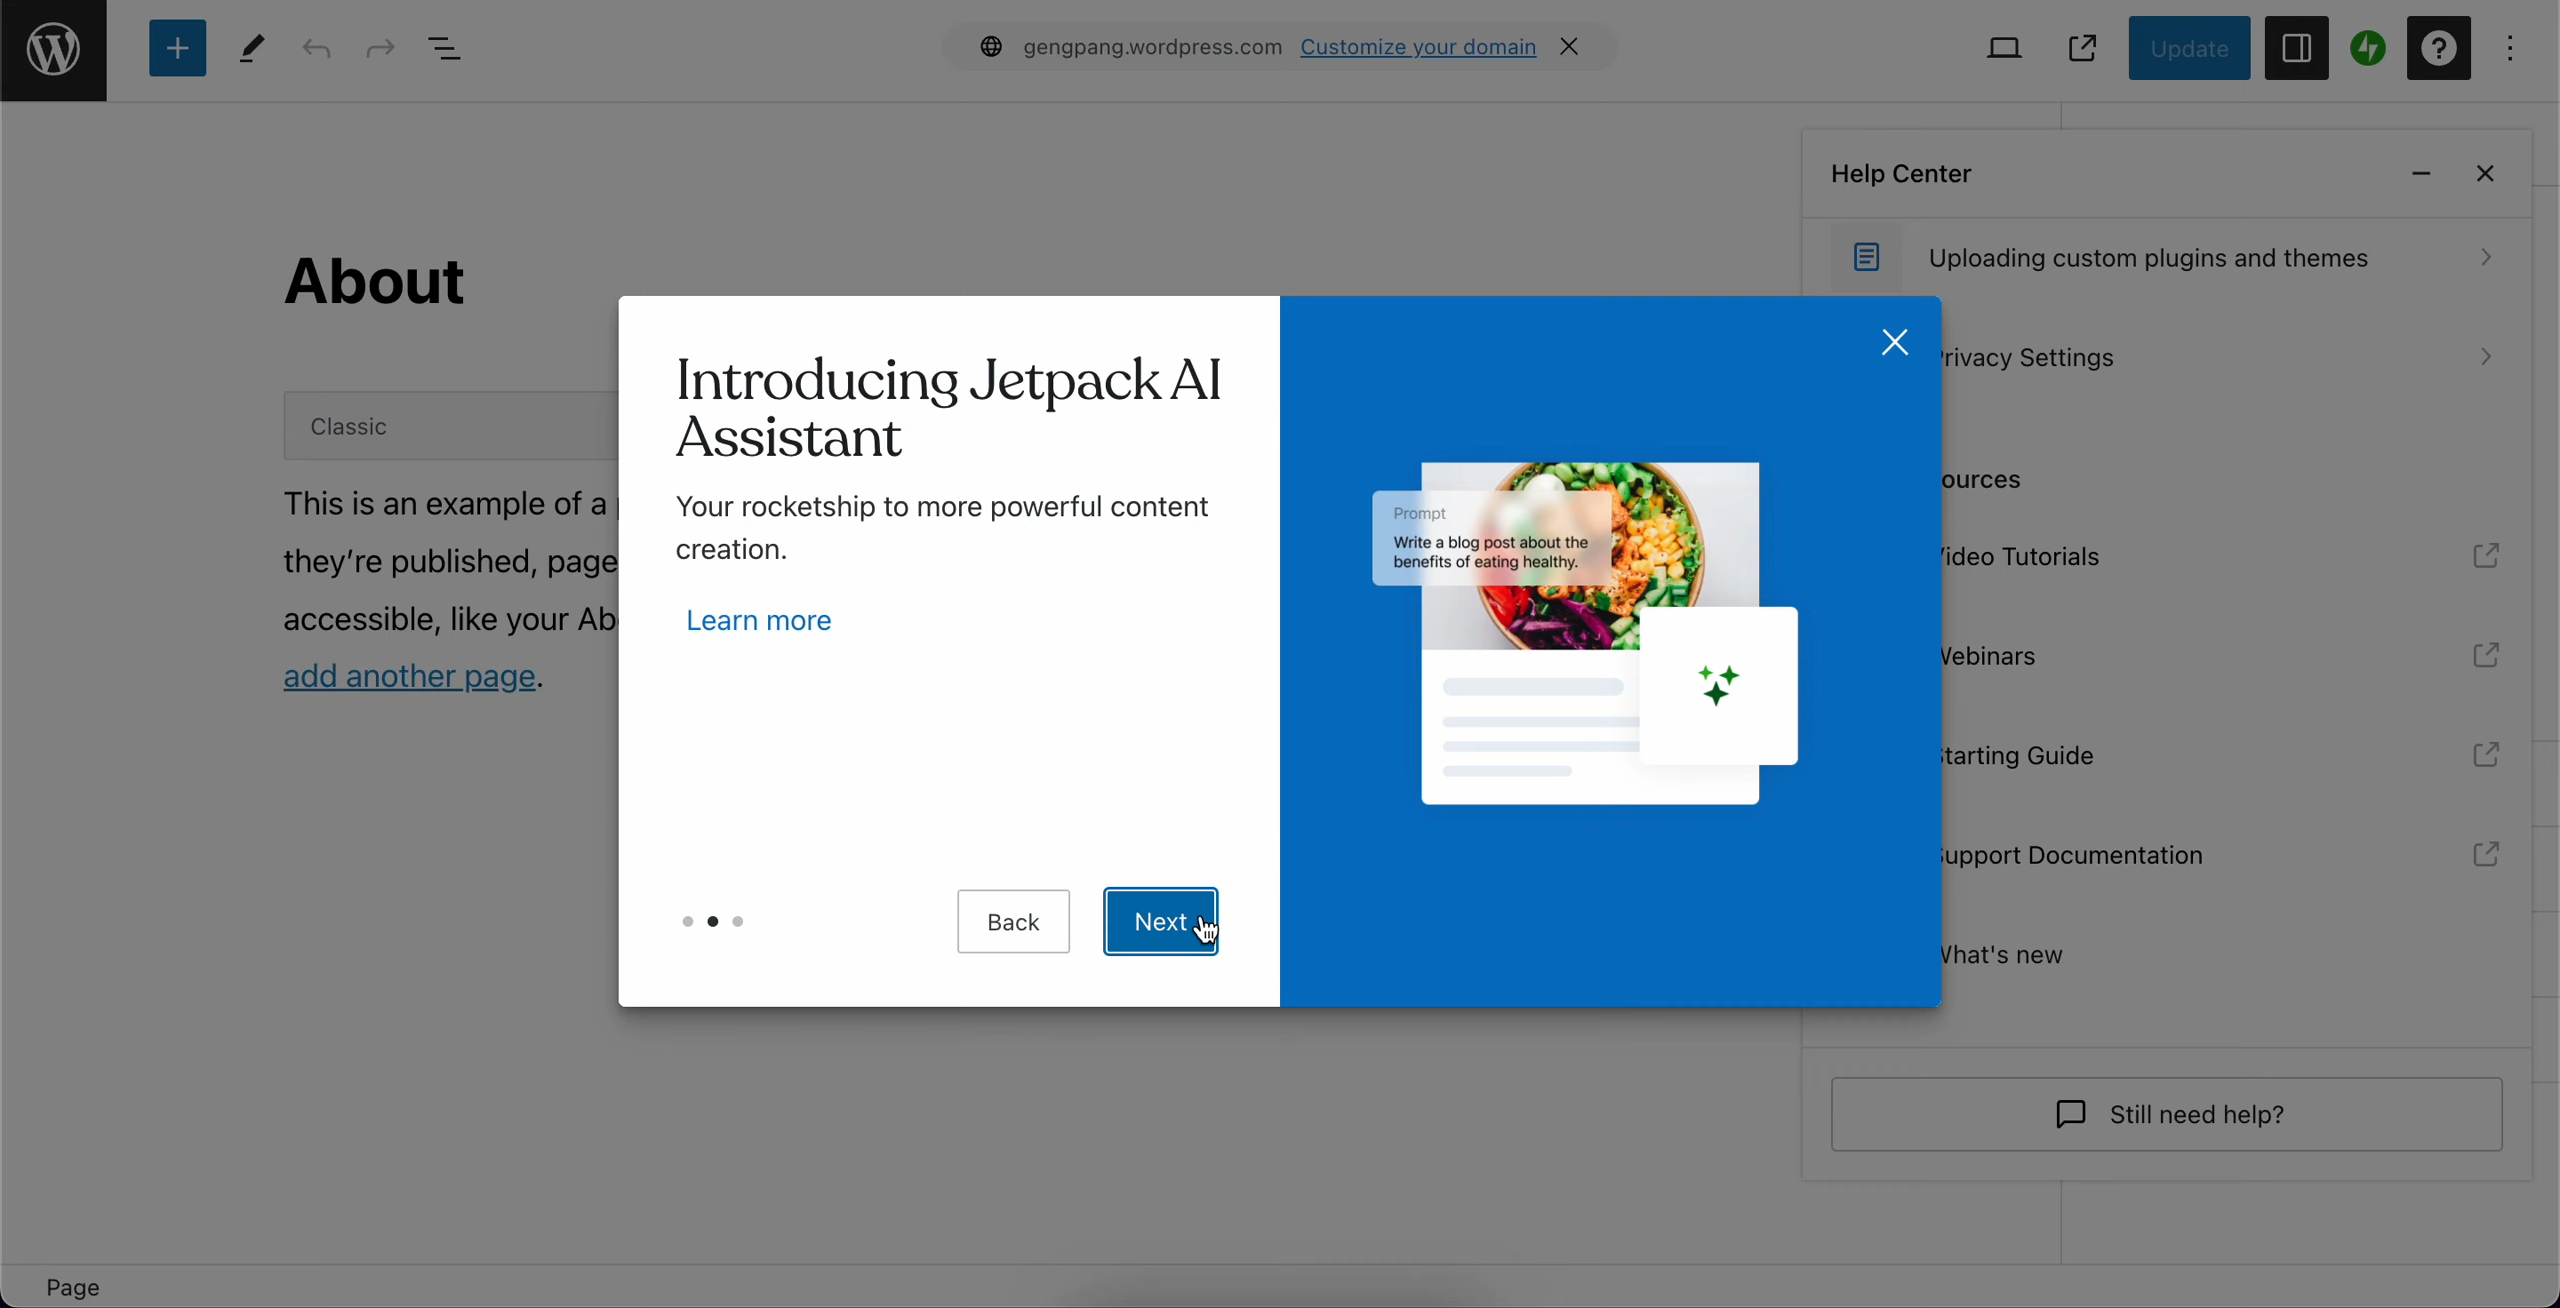 gengpang.wordpress.com Customize your domain
Update
Help Center
Uploading custom plugins and themes
About
Introducing Jetpack AI
Assistant
rivacy Settings
Classic
Prompt
Write a blog post about the
benefits of eating healthy.
ources
This is an example of a
Your rocketship to more powerful content
creation.
they're published, page
ideo Tutorials
accessible, like your Ab
Learn more
add another page.
ebinars
tarting Guide
upport Documentation
Back
Next
hat's new
Still need help?
Page